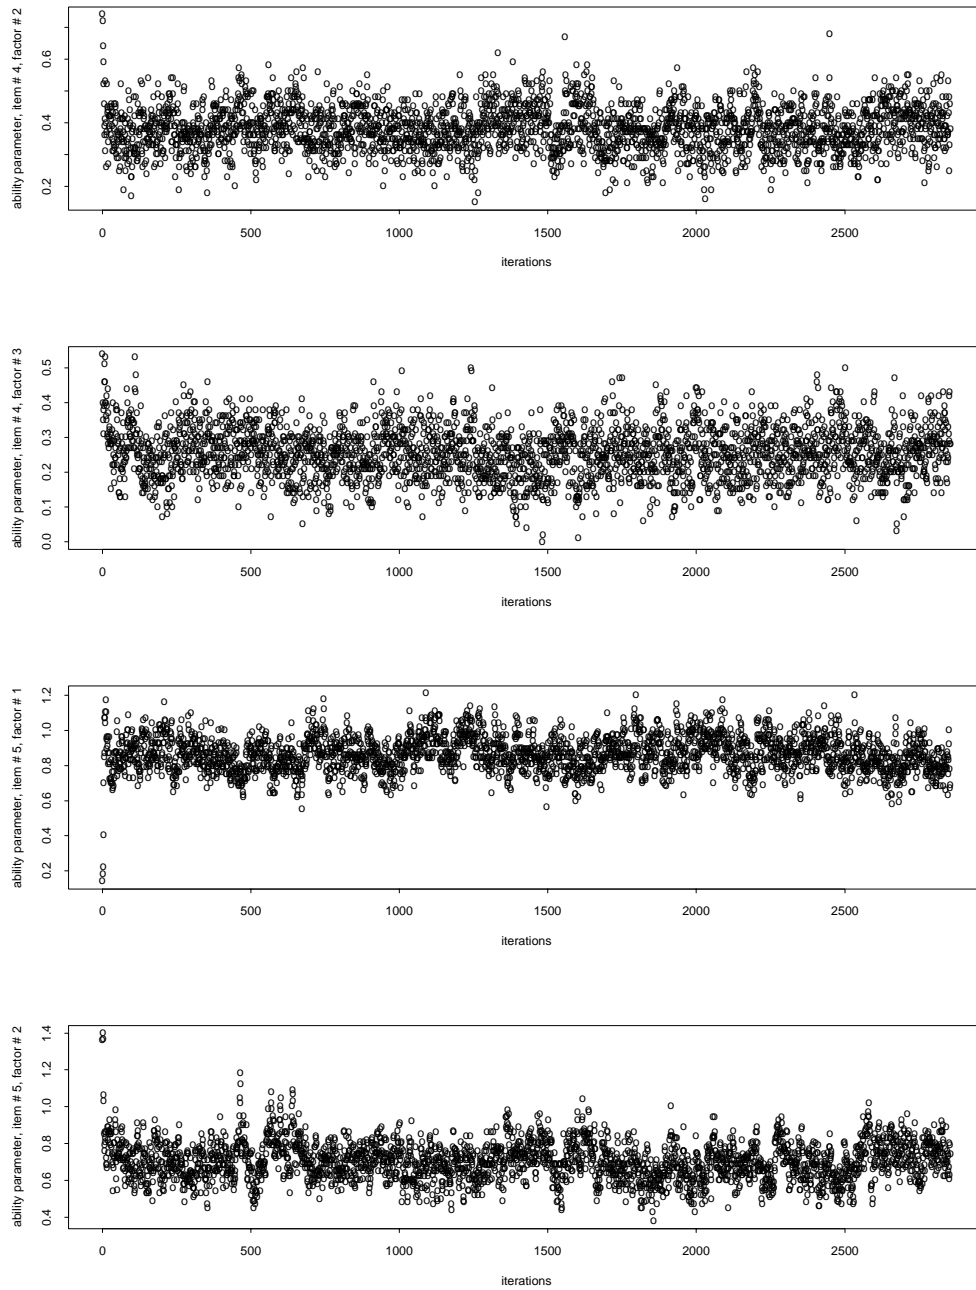 ability parameter, item # 4, factor # 2
0.6
0.4
0.2
0 500 1000 1500 2000 2500
iterations
ability parameter, item # 4, factor # 3
0.5
0.4
0.3
0.2
0.1
0.0
0 500 1000 1500 2000 2500
iterations
ability parameter, item # 5, factor # 1
1.2
1.0
0.8
0.6
0.4
0.2
0 500 1000 1500 2000 2500
iterations
ability parameter, item # 5, factor # 2
1.4
1.2
1.0
0.8
0.6
0.4
0 500 1000 1500 2000 2500
iterations